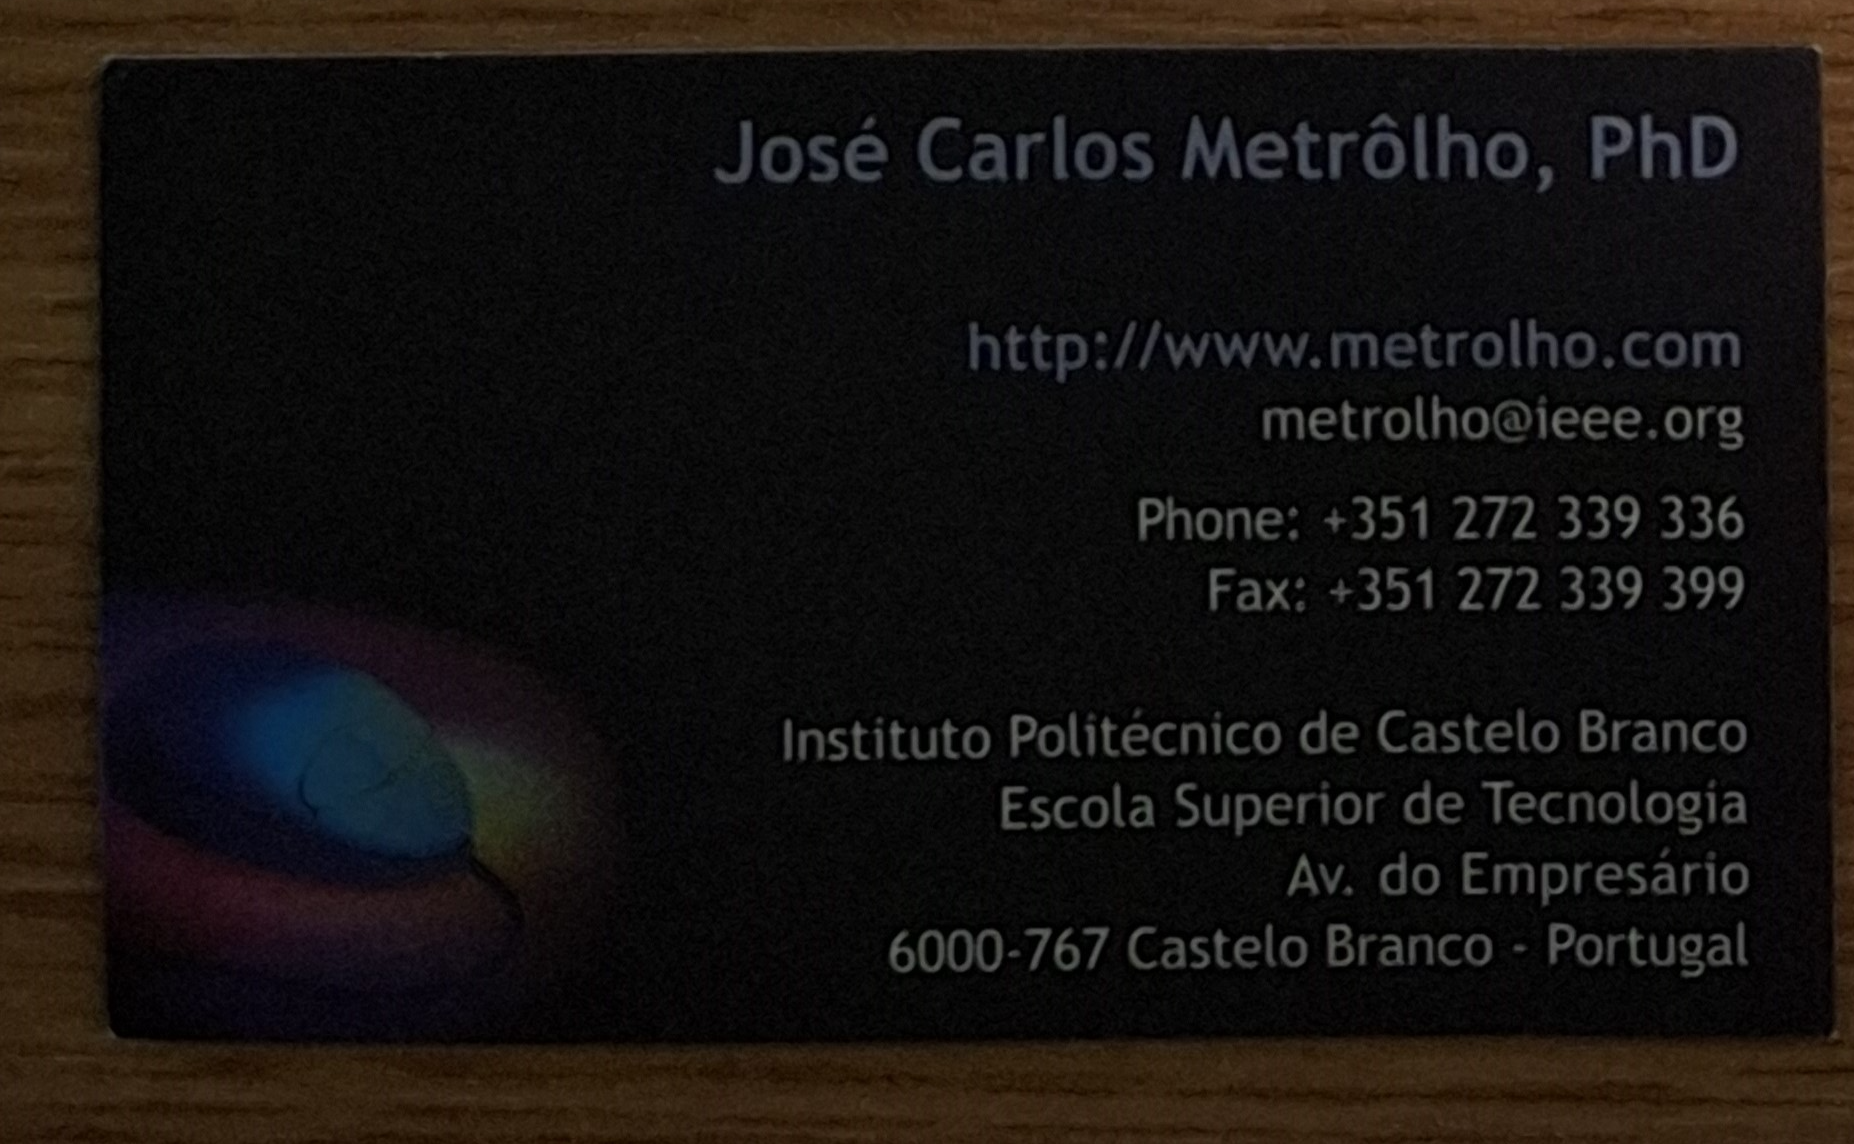 José Carlos Metrôlho, PhD
http://www.metrolho.com
metrolho@ieee.org
Phone: +351 272 339 336
Fax: +351 272 339 399
Instituto Politécnico de Castelo Branco
Escola Superior de Tecnologia
Av. do Empresário
6000-767 Castelo Branco - Portugal